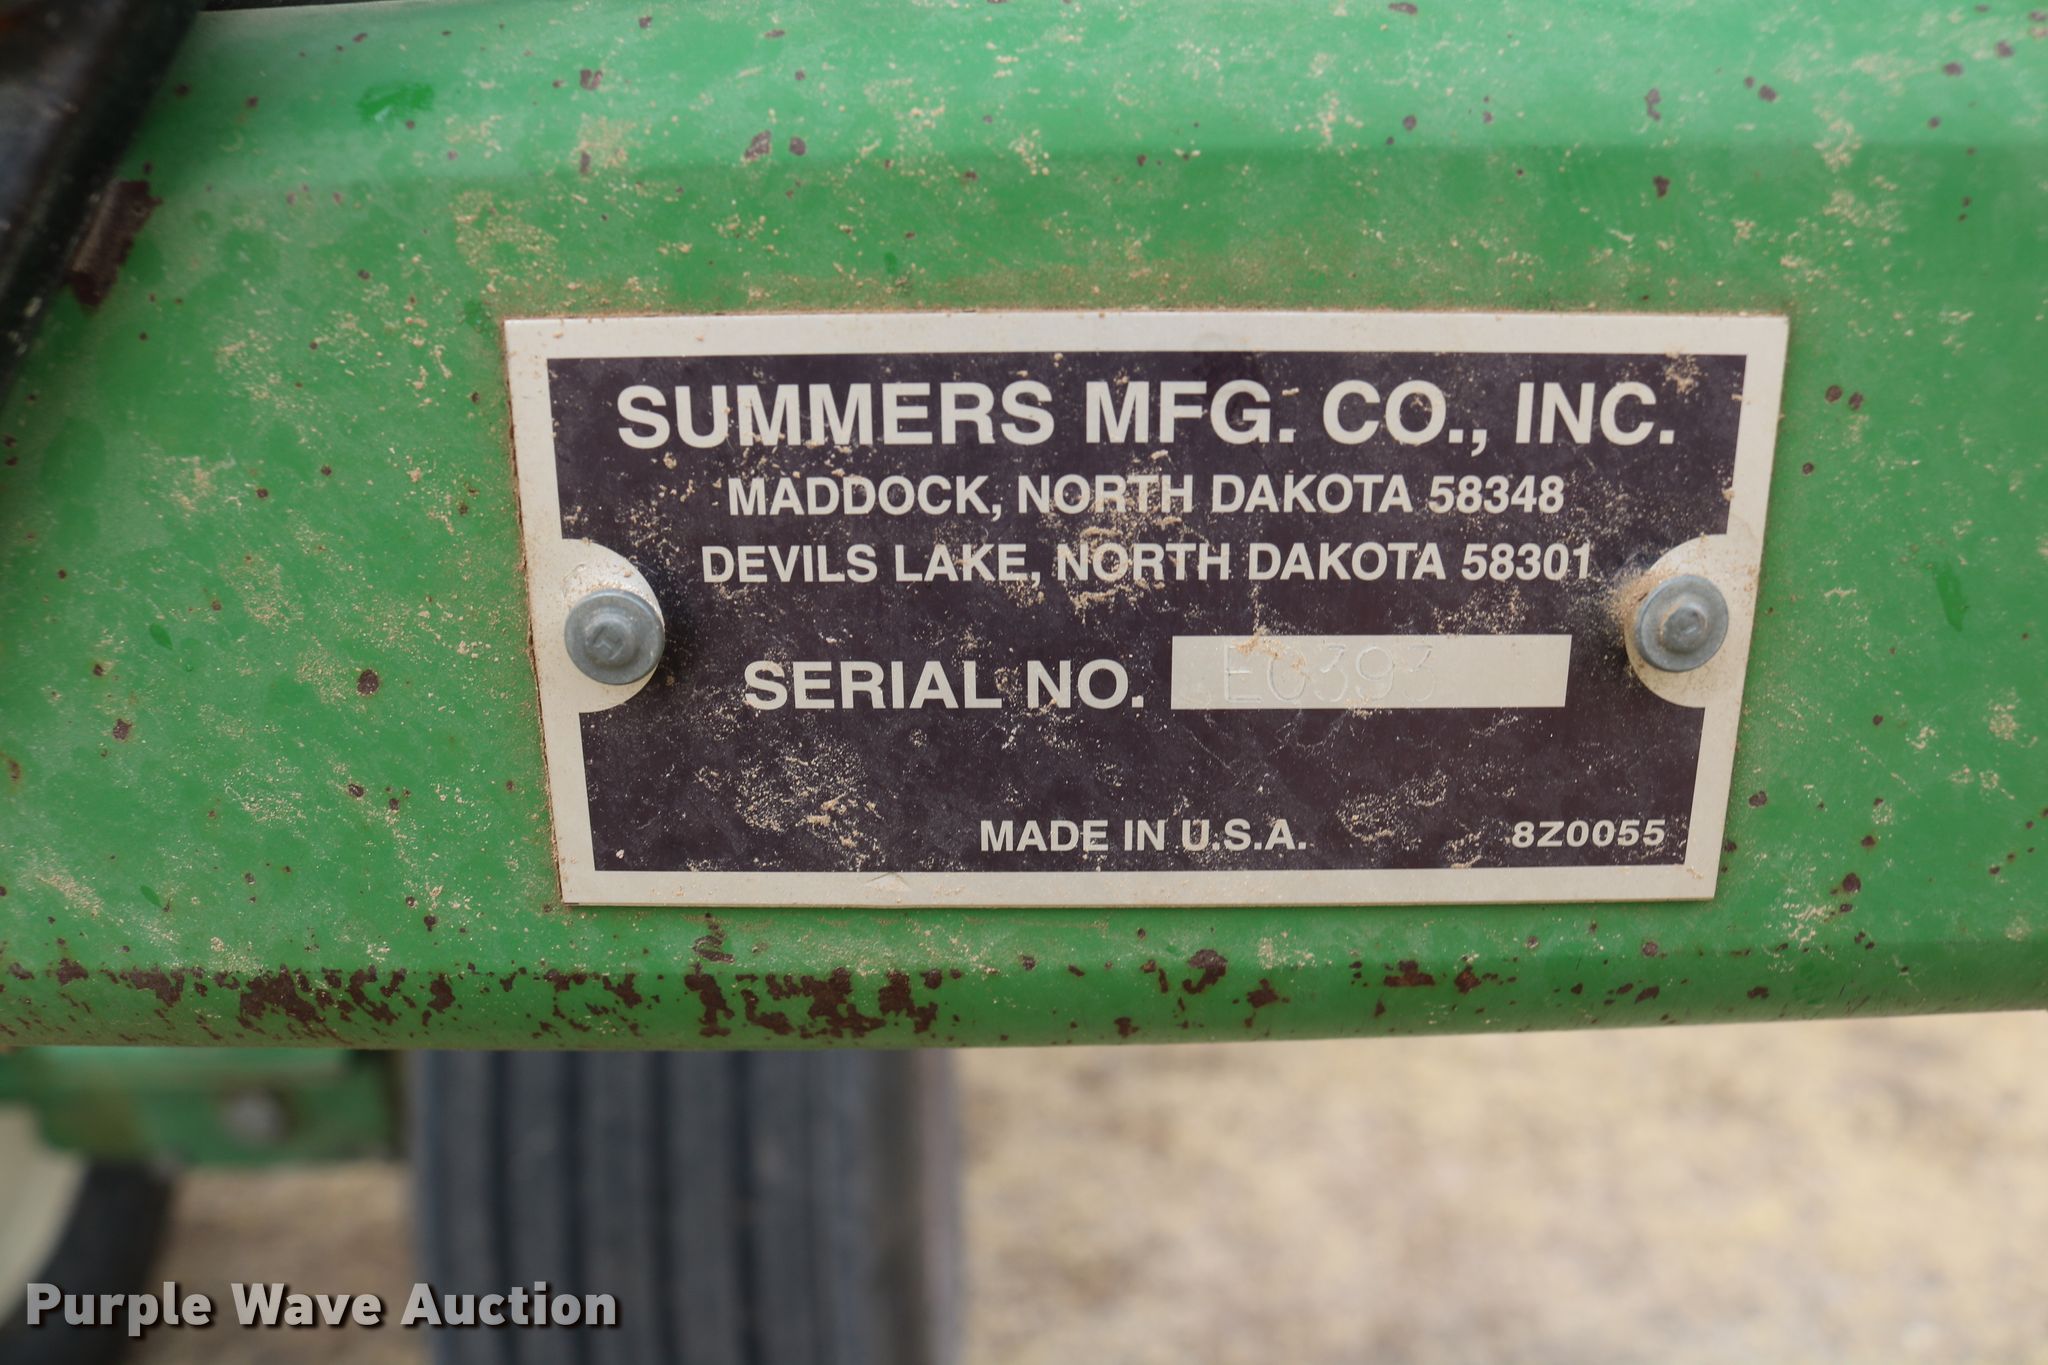 SUMMERS MFG. CO., INC.
MADDOCK, NORTH DAKOTA 58348
DEVILS LAKE, NORTH DAKOTA 58301
SERIAL NO. E0393
MADE IN U.S.A. 8Z0055
Purple Wave Auction